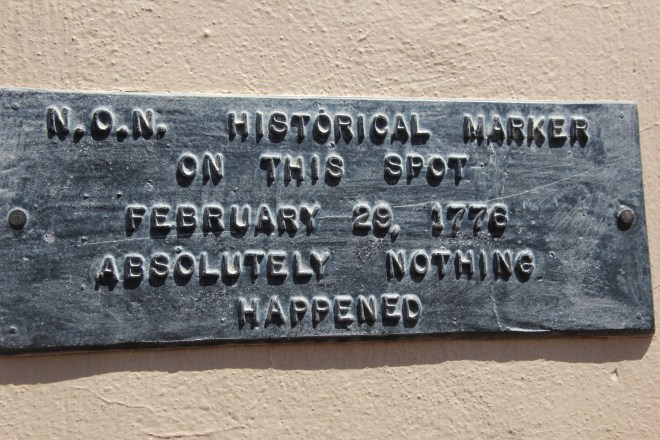 N.O.N. HISTORICAL MARKER
ON THIS SPOT
FEBRUARY 29, 1776
ABSOLUTELY NOTHING
HAPPENED